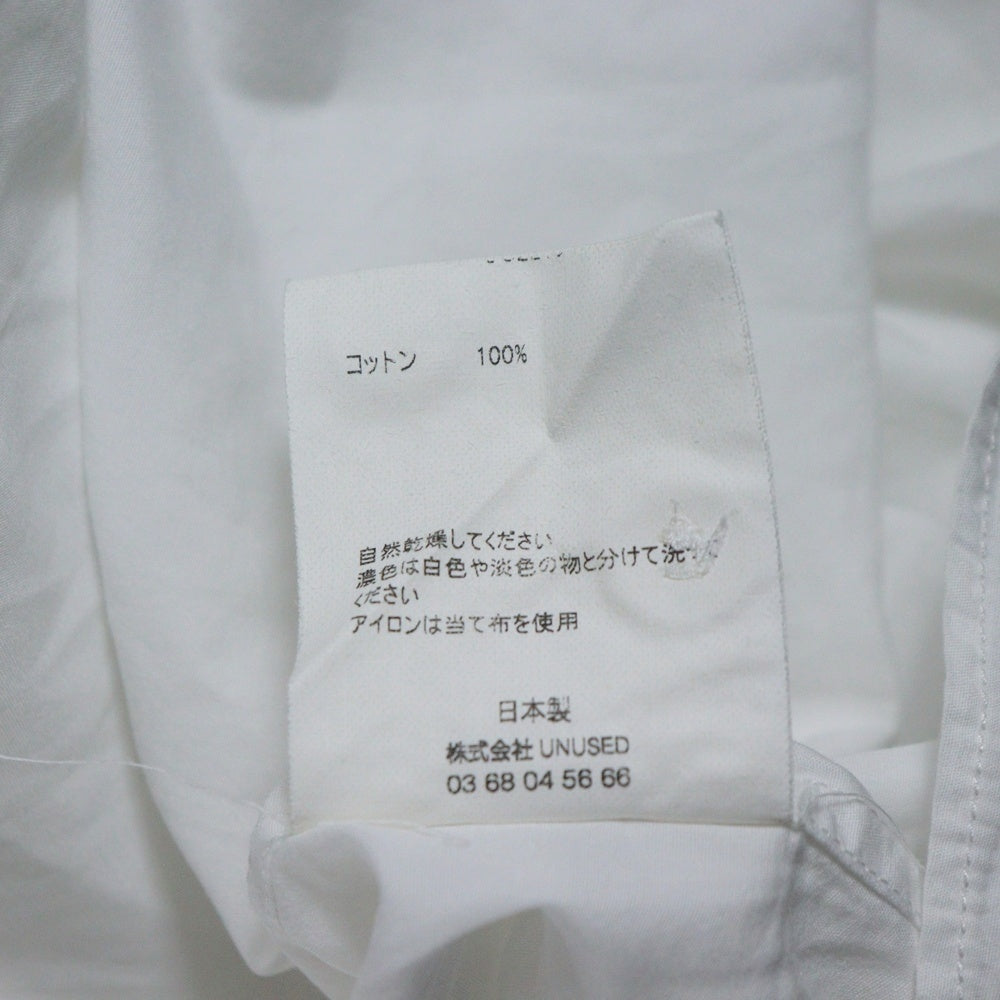 コットン 100%
自然乾燥してください
濃色は白色や淡色の物と分けて洗
ください
アイロンは当て布を使用
日本製
株式会社 UNUSED
03 68 04 56 66